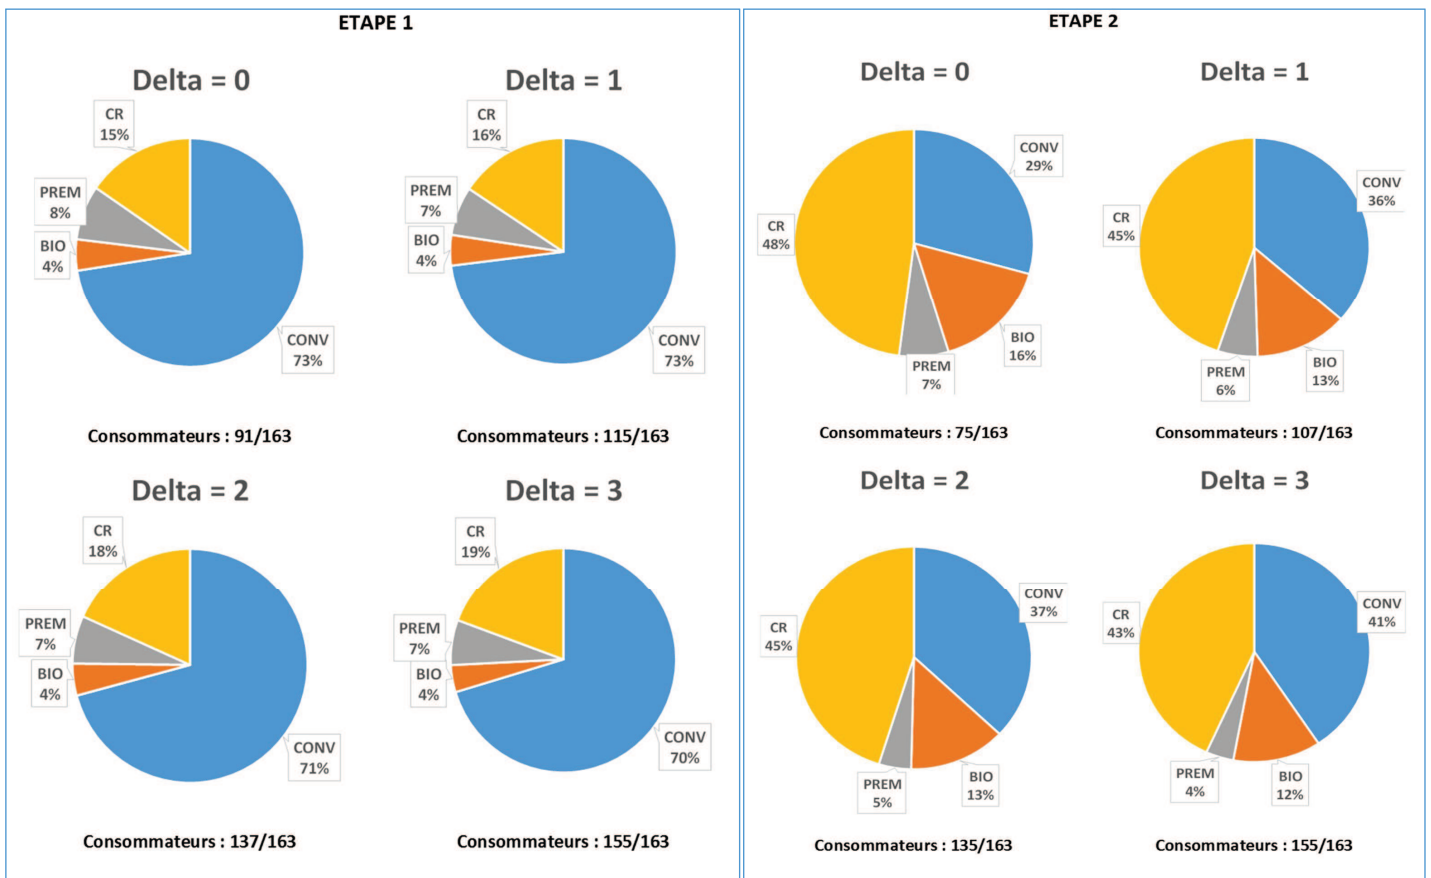 ETAPE 1
Delta = 0
CR
15%
PREM
8%
BIO
4%
CONV
73%
Consommateurs : 91/163
Delta = 1
CR
16%
PREM
7%
BIO
4%
CONV
73%
Consommateurs : 115/163
Delta = 2
CR
18%
PREM
7%
BIO
4%
CONV
71%
Consommateurs : 137/163
Delta = 3
CR
19%
PREM
7%
BIO
4%
CONV
70%
Consommateurs : 155/163
ETAPE 2
Delta = 0
CONV
29%
CR
48%
BIO
16%
PREM
7%
Consommateurs : 75/163
Delta = 1
CONV
36%
CR
45%
BIO
13%
PREM
6%
Consommateurs : 107/163
Delta = 2
CONV
37%
CR
45%
BIO
13%
PREM
5%
Consommateurs : 135/163
Delta = 3
CONV
41%
CR
43%
BIO
12%
PREM
4%
Consommateurs : 155/163